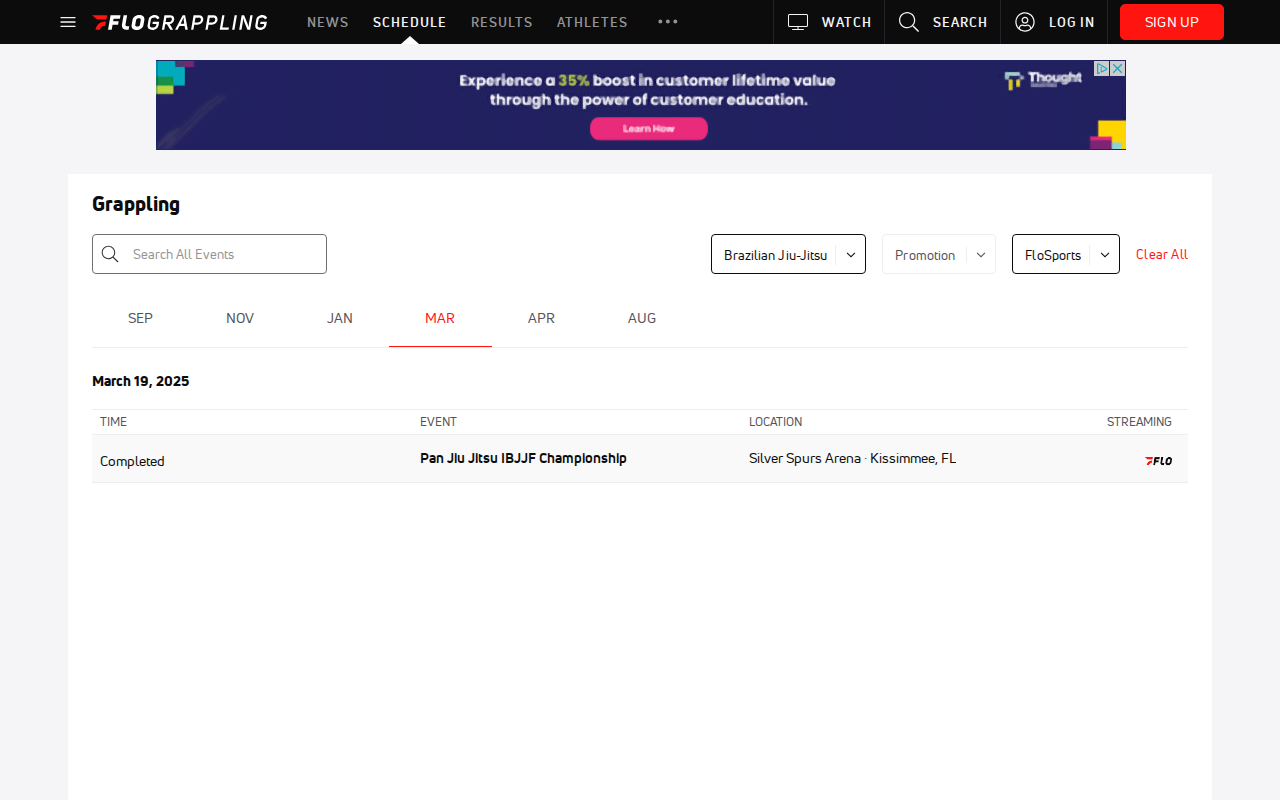 FLOGRAPPLING NEWS SCHEDULE RESULTS ATHLETES WATCH SEARCH LOG IN SIGN UP
Experience a 35% boost in customer lifetime value
through the power of customer education.
Learn How
Thought
Grappling
Search All Events Brazilian Jiu-Jitsu Promotion FloSports Clear All
SEP NOV JAN MAR APR AUG
March 19, 2025
TIME EVENT LOCATION STREAMING
Completed Pan Jiu Jitsu IBJJF Championship Silver Spurs Arena · Kissimmee, FL FLO